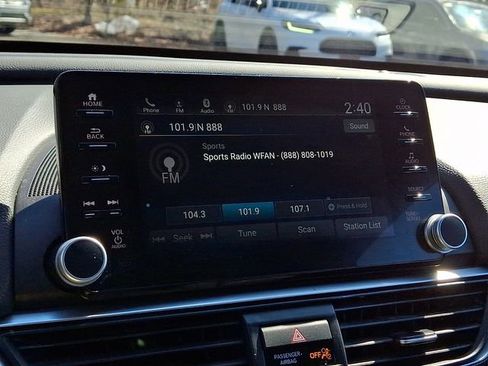 HOME
BACK
VOL
AUDIO
Phone FM Audio 101.9|N 888 2:40
101.9|N 888 Sound
Sports
Sports Radio WFAN - (888) 808-1019
FM
104.3 101.9 107.1 Press & Hold
Seek Tune Scan Station List
CLOCK
PHONE
AUDIO
SOURCE
TUNE/
SCROLL
PASSENGER
AIRBAG OFF